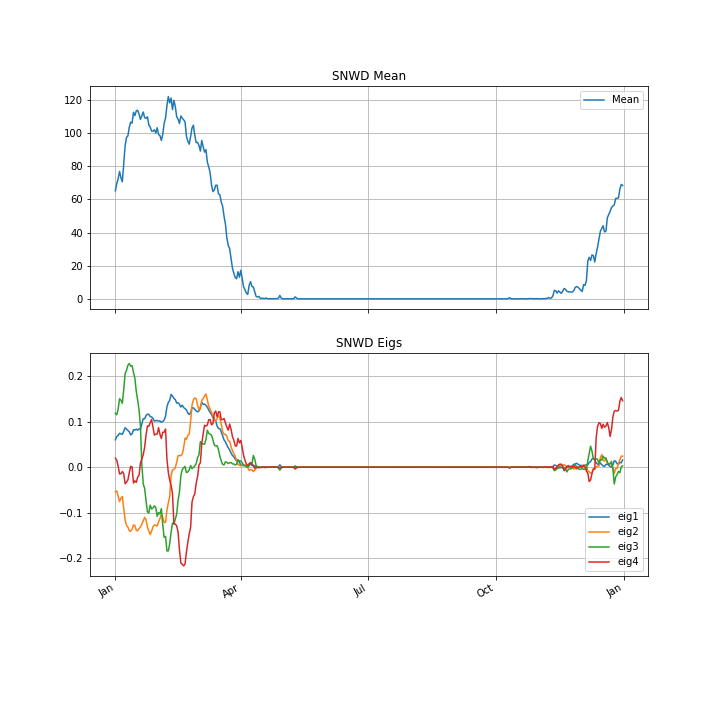 SNWD Mean
120
100
80
60
40
20
0
Mean
SNWD Eigs
0.2
0.1
0.0
−0.1
−0.2
eig1
eig2
eig3
eig4
Jan
Apr
Jul
Oct
Jan